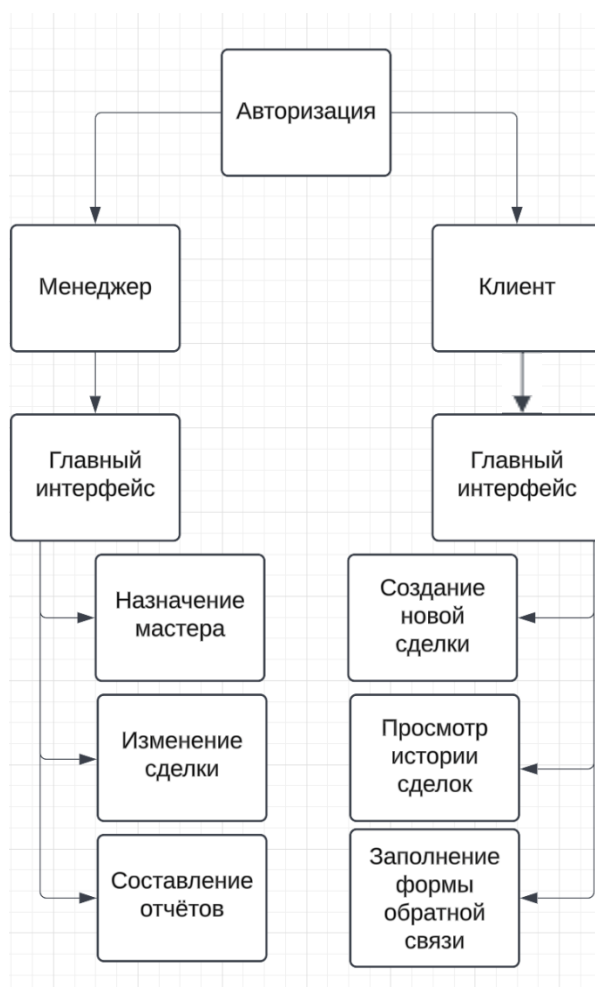 Авторизация
Менеджер
Клиент
Главный
интерфейс
Главный
интерфейс
Назначение
мастера
Создание
новой
сделки
Изменение
сделки
Просмотр
истории
сделок
Составление
отчётов
Заполнение
формы
обратной
связи